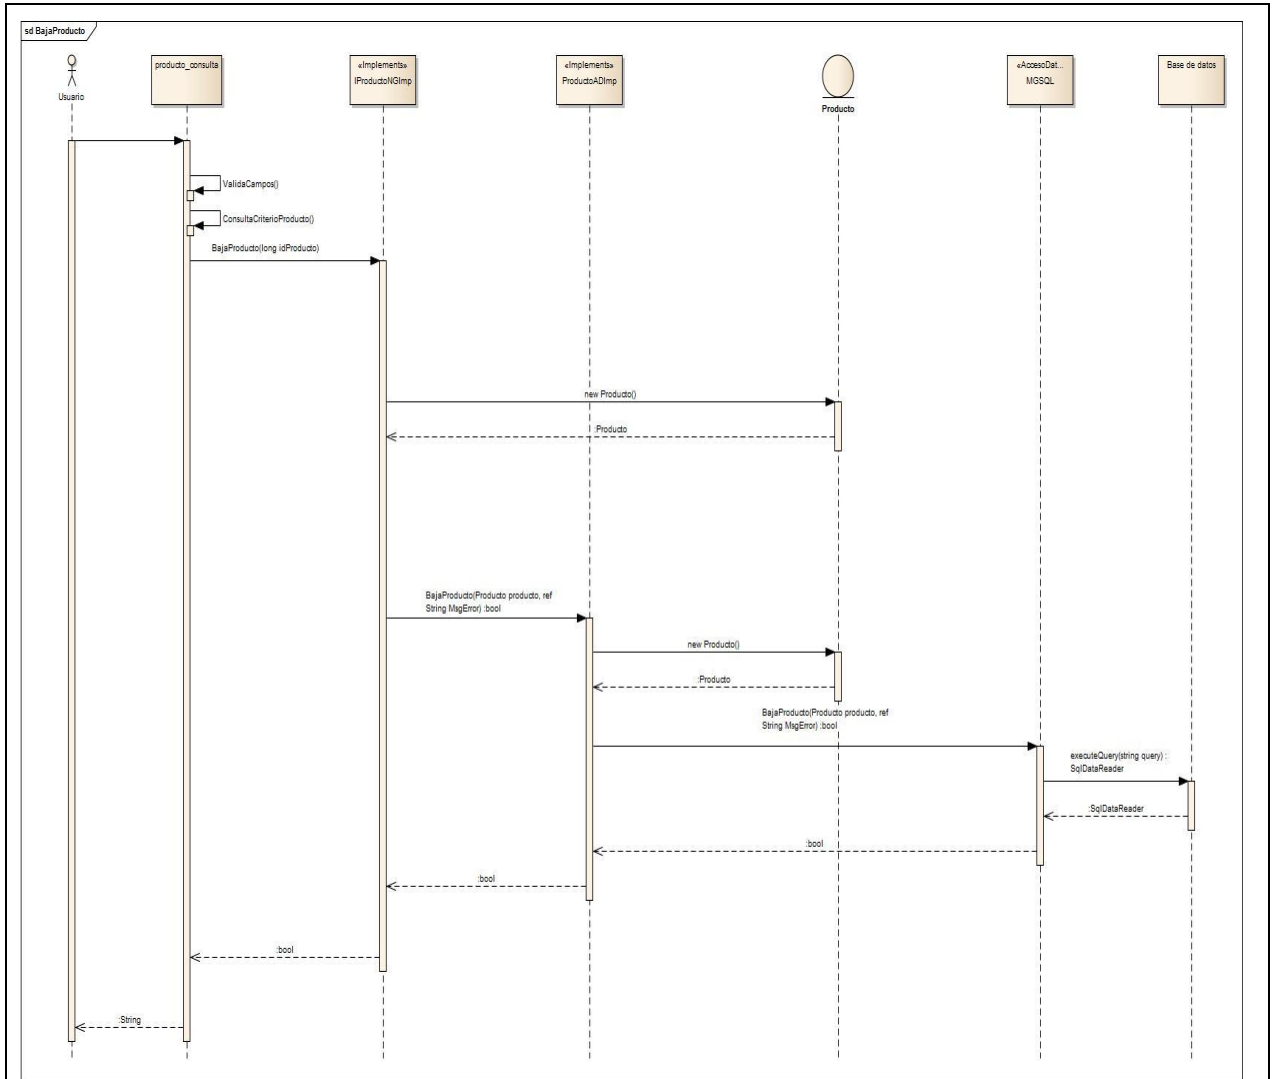 sd BajaProducto
Usuario
producto_consulta
«Implements»
IProductoNGImp
«Implements»
ProductoADImp
Producto
«AccesoDat...
MGSQL
Base de datos
ValidaCampos()
ConsultaCriterioProducto()
BajaProducto(long idProducto)
new Producto()
:Producto
BajaProducto(Producto producto, ref
String MsgError) :bool
new Producto()
:Producto
BajaProducto(Producto producto, ref
String MsgError) :bool
executeQuery(string query) :
SqlDataReader
:SqlDataReader
:bool
:bool
:bool
:String